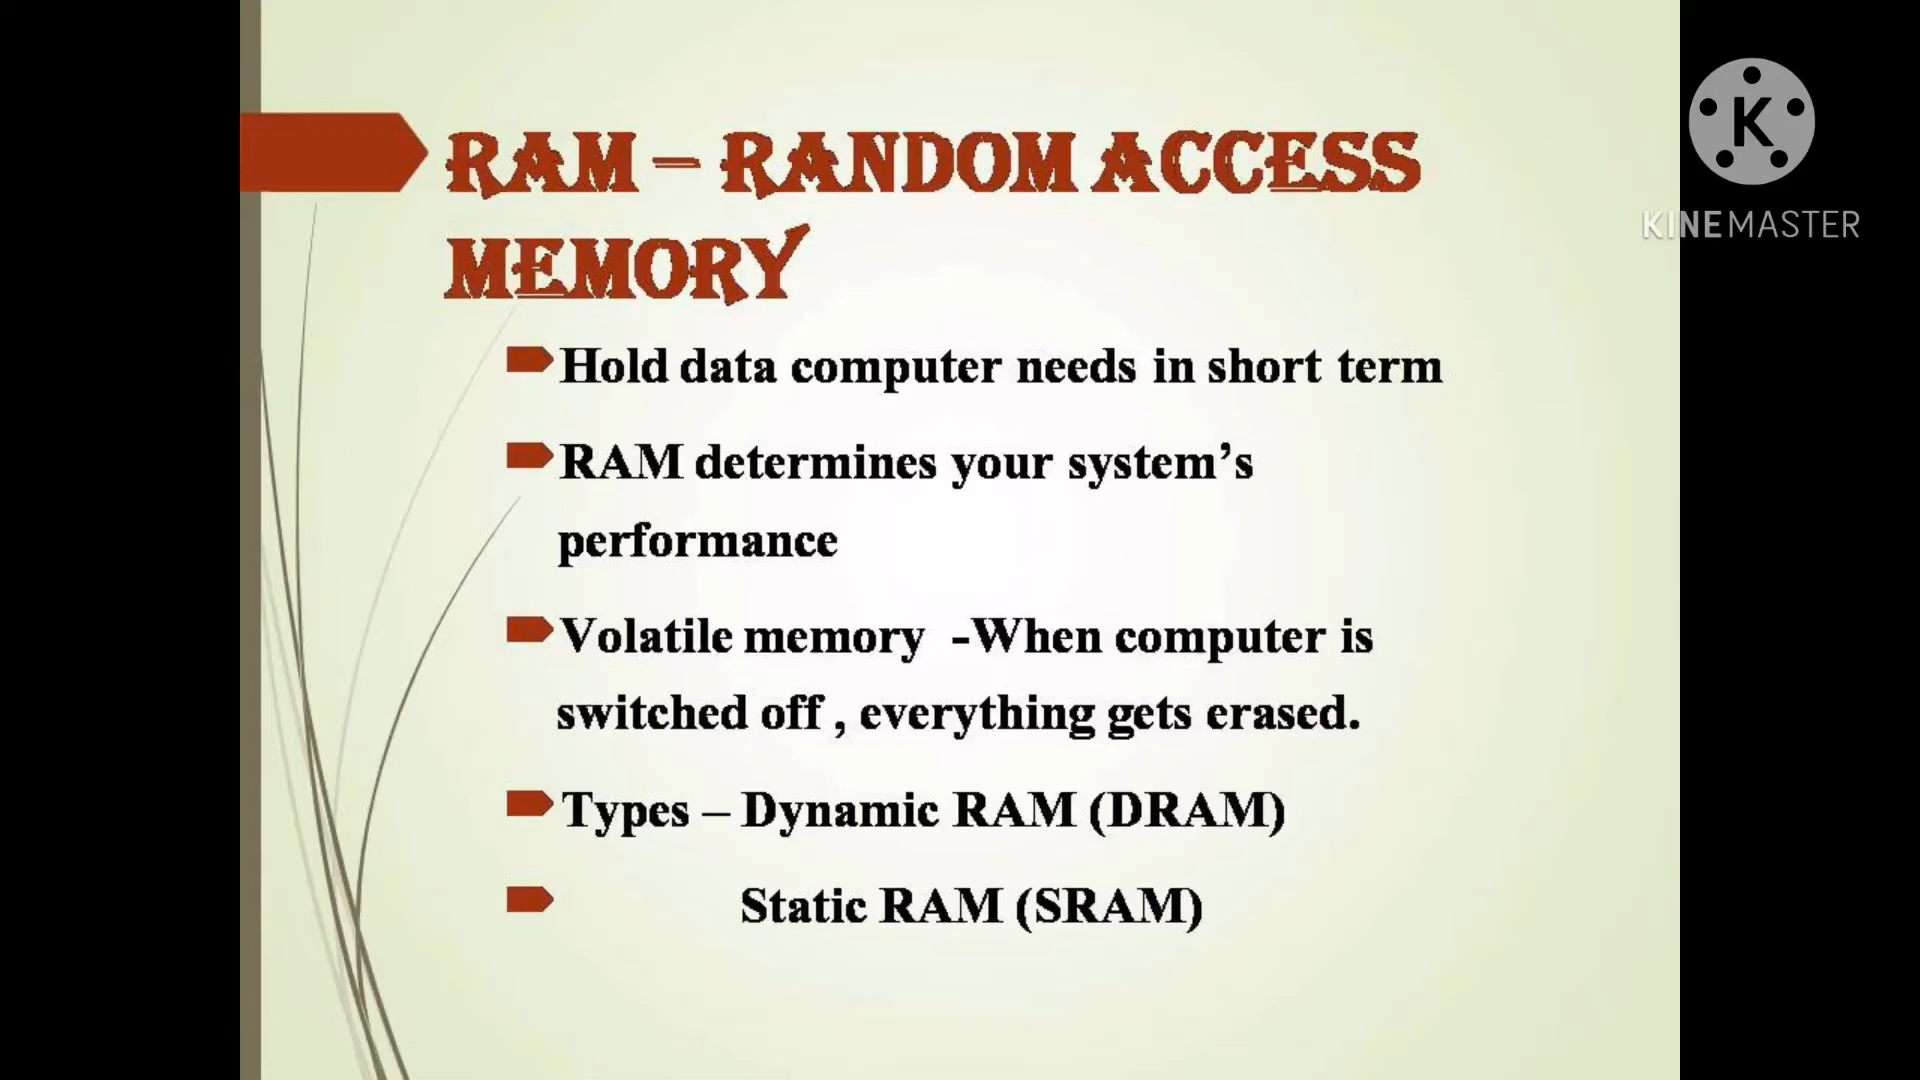 RAM – RANDOM ACCESS
MEMORY
Hold data computer needs in short term
RAM determines your system’s
performance
Volatile memory  -When computer is
switched off , everything gets erased.
Types – Dynamic RAM (DRAM)
Static RAM (SRAM)
K
KINEMASTER